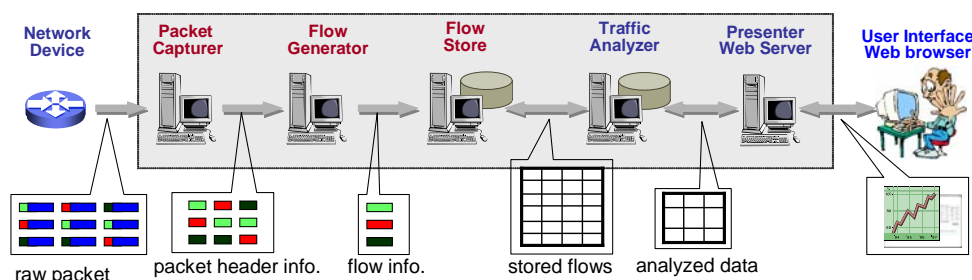 Network
Device
Packet
Capturer
Flow
Generator
Flow
Store
Traffic
Analyzer
Presenter
Web Server
User Interface
Web browser
raw packet
packet header info.
flow info.
stored flows
analyzed data